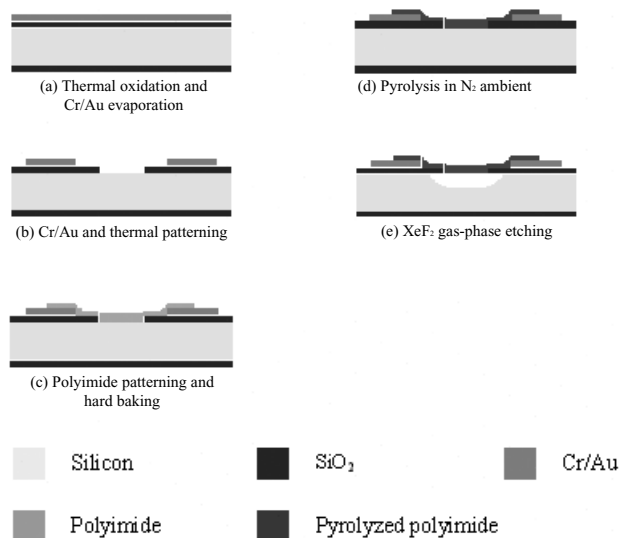 (a) Thermal oxidation and
Cr/Au evaporation
(b) Cr/Au and thermal patterning
(c) Polyimide patterning and
hard baking
(d) Pyrolysis in N₂ ambient
(e) XeF₂ gas-phase etching
Silicon
SiO₂
Cr/Au
Polyimide
Pyrolyzed polyimide